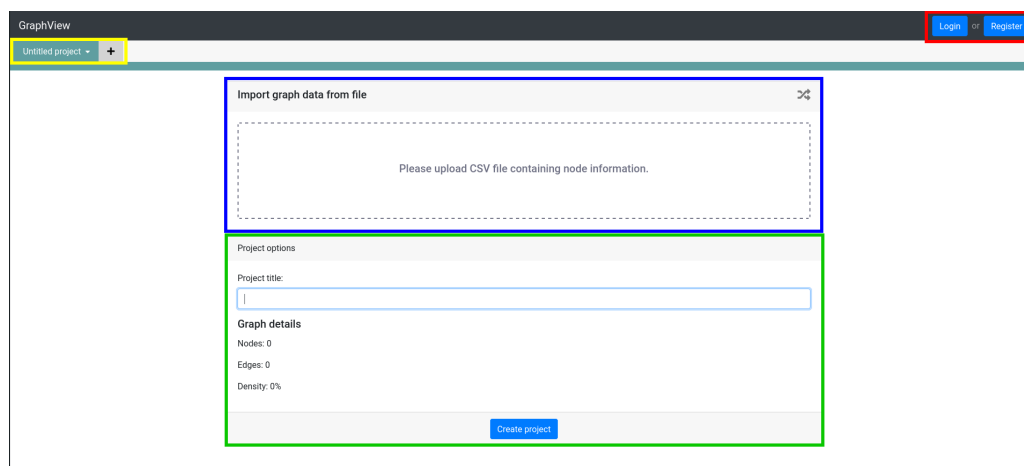 GraphView
Login or Register
Untitled project +
Import graph data from file
Please upload CSV file containing node information.
Project options
Project title:
Graph details
Nodes: 0
Edges: 0
Density: 0%
Create project